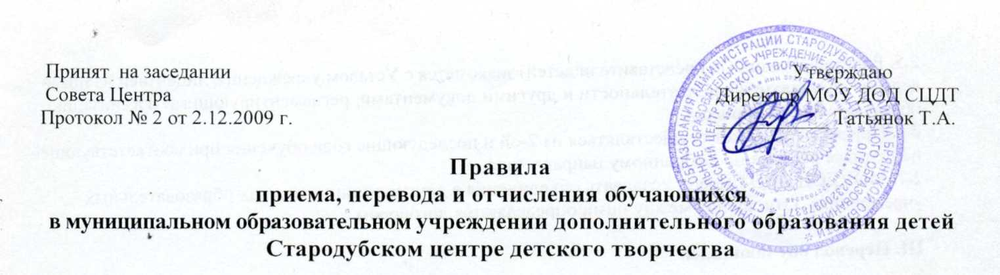 Принят на заседании
Совета Центра
Протокол № 2 от 2.12.2009 г.
Утверждаю
Директор МОУ ДОД СЦДТ
Татьянок Т.А.
Правила
приема, перевода и отчисления обучающихся
в муниципальном образовательном учреждении дополнительного образования детей
Стародубском центре детского творчества